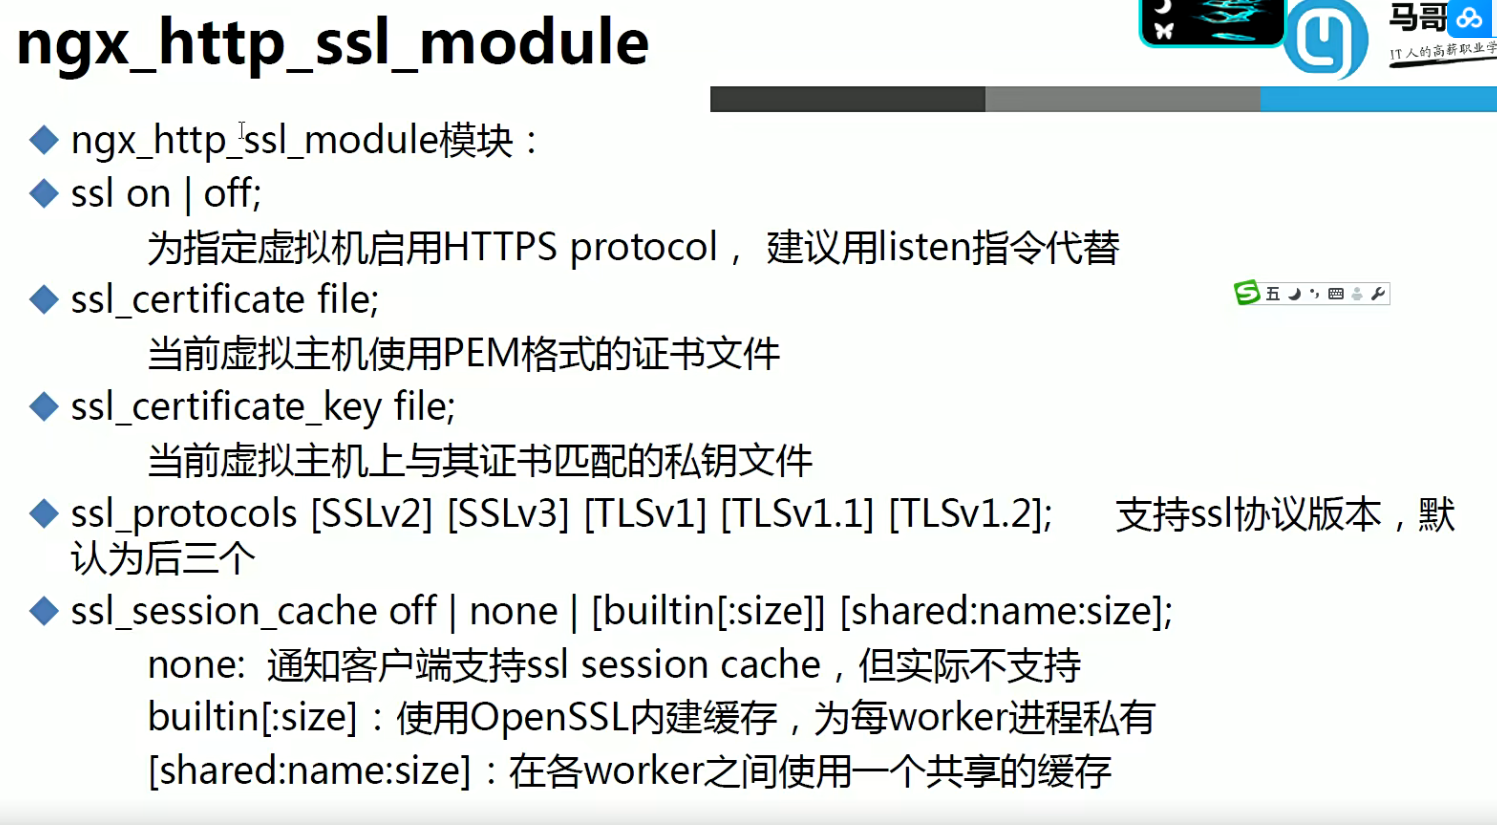 ngx_http_ssl_module
马哥
IT人的高薪职业学
ngx_http_ssl_module模块：
ssl on | off;
为指定虚拟机启用HTTPS protocol， 建议用listen指令代替
ssl_certificate file;
五
当前虚拟主机使用PEM格式的证书文件
ssl_certificate_key file;
当前虚拟主机上与其证书匹配的私钥文件
ssl_protocols [SSLv2] [SSLv3] [TLSv1] [TLSv1.1] [TLSv1.2]; 支持ssl协议版本，默
认为后三个
ssl_session_cache off | none | [builtin[:size]] [shared:name:size];
none: 通知客户端支持ssl session cache，但实际不支持
builtin[:size]：使用OpenSSL内建缓存，为每worker进程私有
[shared:name:size]：在各worker之间使用一个共享的缓存